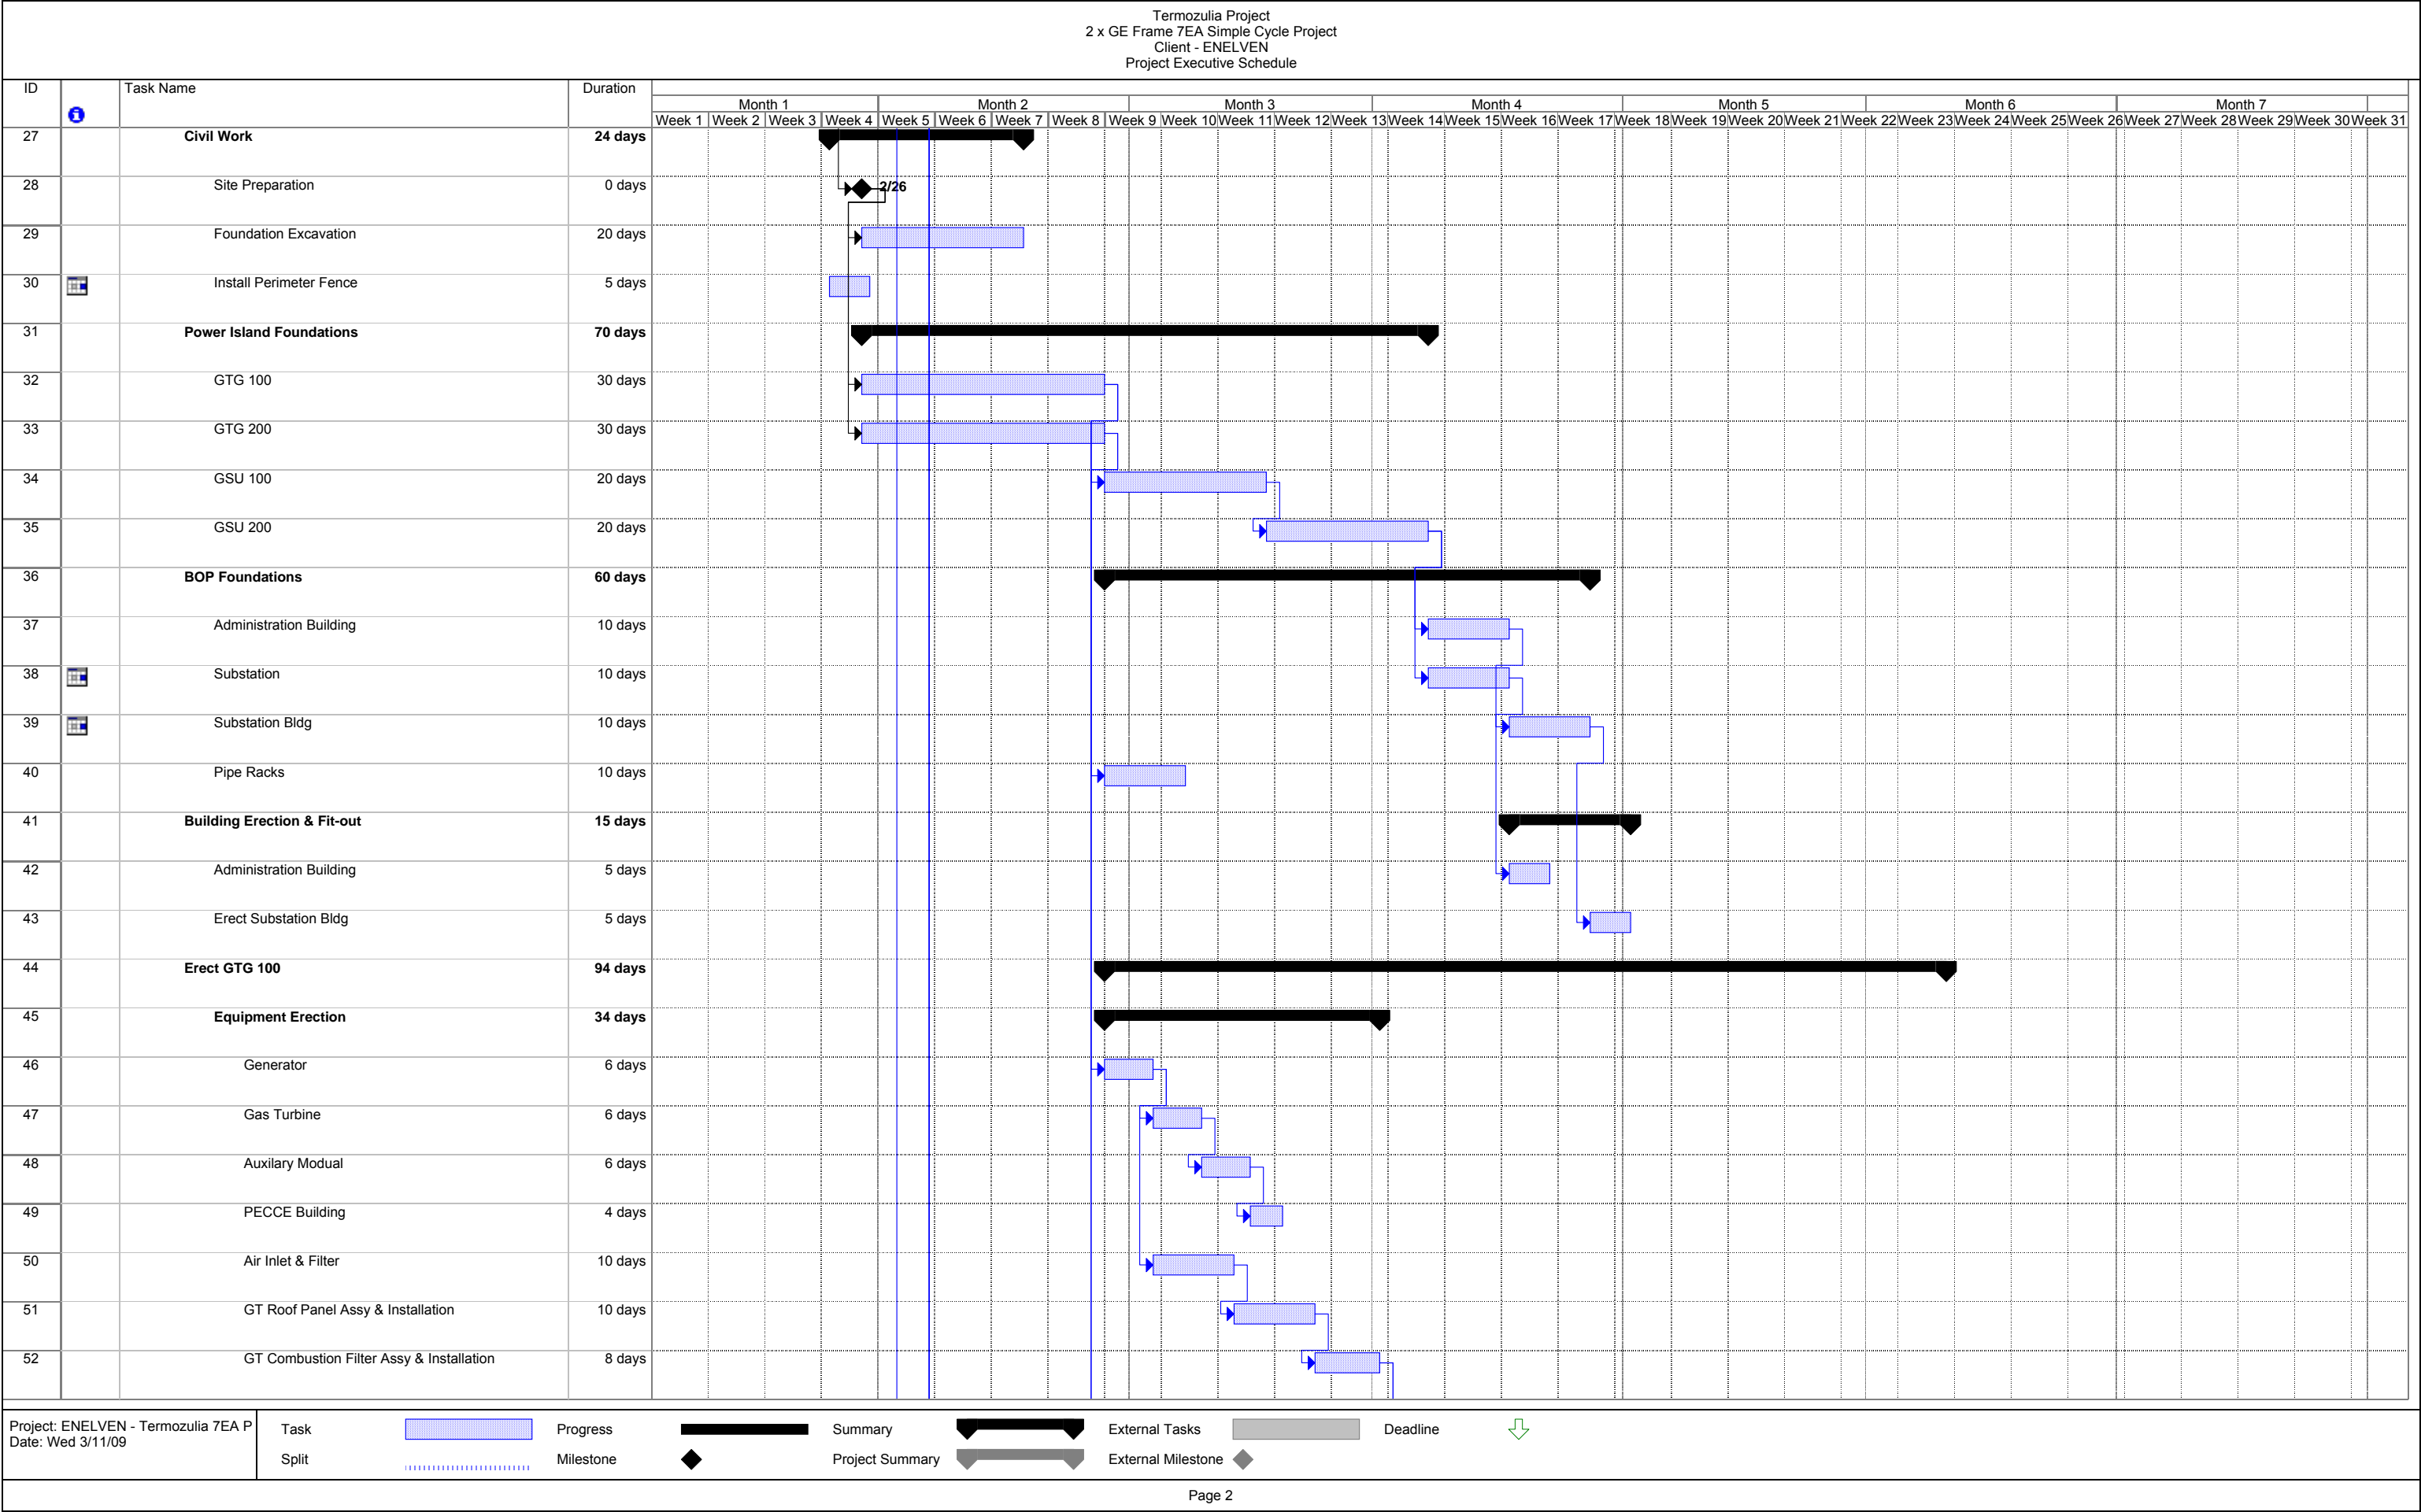 Termozulia Project
2 x GE Frame 7EA Simple Cycle Project
Client - ENELVEN
Project Executive Schedule
ID Task Name Duration
Month 1 Month 2 Month 3 Month 4 Month 5 Month 6 Month 7
Week 1 Week 2 Week 3 Week 4 Week 5 Week 6 Week 7 Week 8 Week 9 Week 10 Week 11 Week 12 Week 13 Week 14 Week 15 Week 16 Week 17 Week 18 Week 19 Week 20 Week 21 Week 22 Week 23 Week 24 Week 25 Week 26 Week 27 Week 28 Week 29 Week 30 Week 31
27 Civil Work 24 days
28 Site Preparation 0 days 2/26
29 Foundation Excavation 20 days
30 Install Perimeter Fence 5 days
31 Power Island Foundations 70 days
32 GTG 100 30 days
33 GTG 200 30 days
34 GSU 100 20 days
35 GSU 200 20 days
36 BOP Foundations 60 days
37 Administration Building 10 days
38 Substation 10 days
39 Substation Bldg 10 days
40 Pipe Racks 10 days
41 Building Erection & Fit-out 15 days
42 Administration Building 5 days
43 Erect Substation Bldg 5 days
44 Erect GTG 100 94 days
45 Equipment Erection 34 days
46 Generator 6 days
47 Gas Turbine 6 days
48 Auxilary Modual 6 days
49 PECCE Building 4 days
50 Air Inlet & Filter 10 days
51 GT Roof Panel Assy & Installation 10 days
52 GT Combustion Filter Assy & Installation 8 days
Project: ENELVEN - Termozulia 7EA P
Date: Wed 3/11/09
Task Progress Summary External Tasks Deadline
Split Milestone Project Summary External Milestone
Page 2